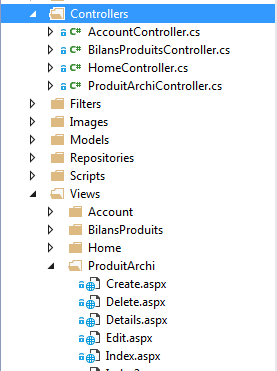 Controllers
C# AccountController.cs
C# BilansProduitsController.cs
C# HomeController.cs
C# ProduitArchiController.cs
Filters
Images
Models
Repositories
Scripts
Views
Account
BilansProduits
Home
ProduitArchi
Create.aspx
Delete.aspx
Details.aspx
Edit.aspx
Index.aspx